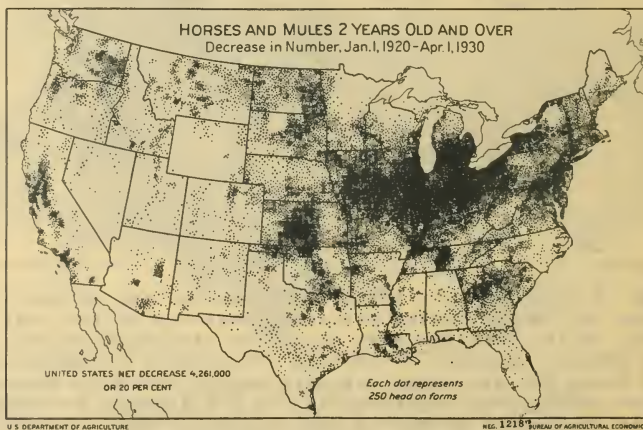 HORSES AND MULES 2 YEARS OLD AND OVER
Decrease in Number, Jan. 1, 1920 - Apr. 1, 1930
UNITED STATES NET DECREASE 4,261,000
OR 20 PER CENT
Each dot represents
250 head on farms
U S DEPARTMENT OF AGRICULTURE
NEG. 1218 BUREAU OF AGRICULTURAL ECONOMICS